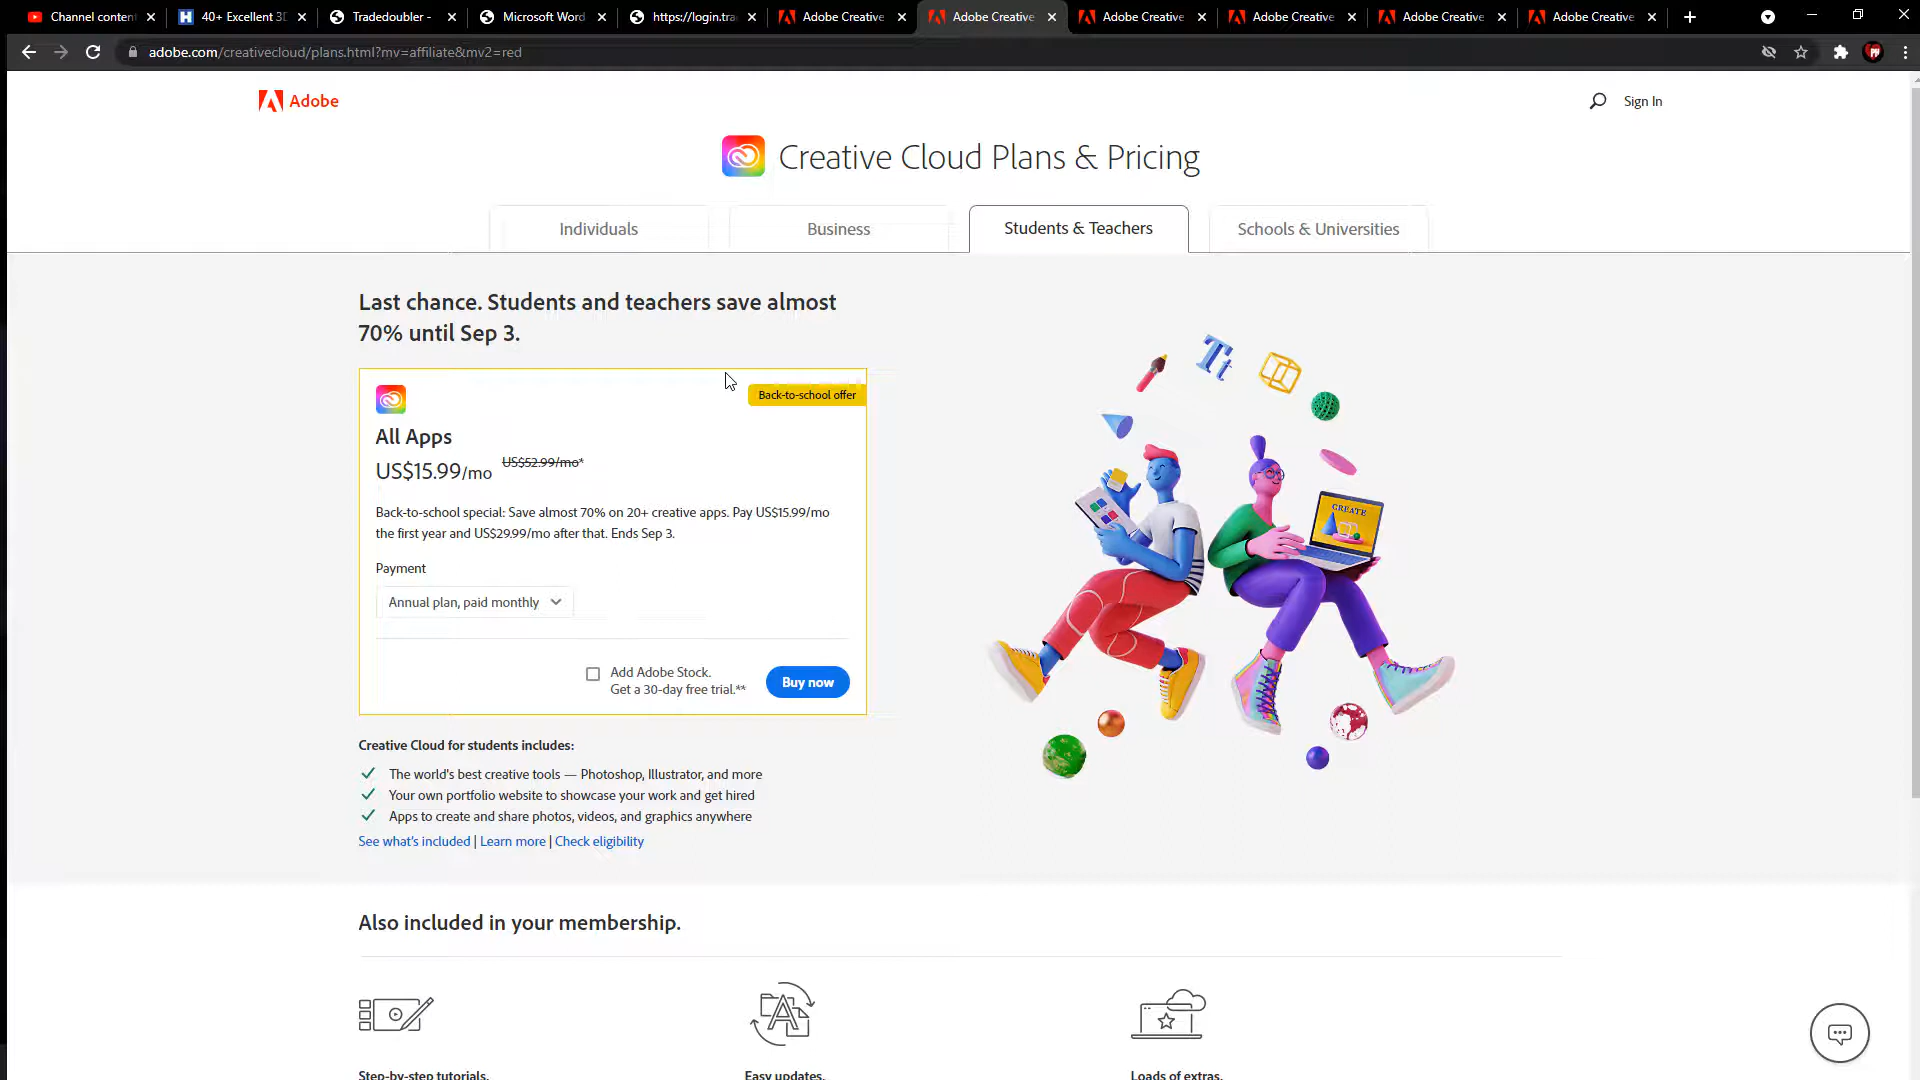 Channel conten
40+ Excellent 3D
Tradedoubler -
Microsoft Word
https://login.tra
Adobe Creative
Adobe Creative
Adobe Creative
Adobe Creative
Adobe Creative
Adobe Creative
adobe.com/creativecloud/plans.html?mv=affiliate&mv2=red
Adobe
Sign In
Creative Cloud Plans & Pricing
Individuals
Business
Students & Teachers
Schools & Universities
Last chance. Students and teachers save almost
70% until Sep 3.
Back-to-school offer
All Apps
US$15.99/mo US$52.99/mo*
Back-to-school special: Save almost 70% on 20+ creative apps. Pay US$15.99/mo
the first year and US$29.99/mo after that. Ends Sep 3.
Payment
Annual plan, paid monthly
Add Adobe Stock.
Get a 30-day free trial.**
Buy now
Tt
CREATE
Creative Cloud for students includes:
The world's best creative tools — Photoshop, Illustrator, and more
Your own portfolio website to showcase your work and get hired
Apps to create and share photos, videos, and graphics anywhere
See what's included | Learn more | Check eligibility
Also included in your membership.
Step-by-step tutorials.
Easy updates.
Loads of extras.